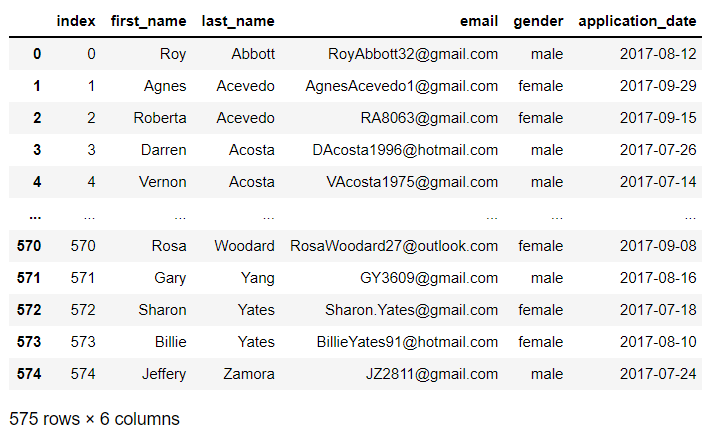 index first_name last_name email gender application_date
0 0 Roy Abbott RoyAbbott32@gmail.com male 2017-08-12
1 1 Agnes Acevedo AgnesAcevedo1@gmail.com female 2017-09-29
2 2 Roberta Acevedo RA8063@gmail.com female 2017-09-15
3 3 Darren Acosta DAcosta1996@hotmail.com male 2017-07-26
4 4 Vernon Acosta VAcosta1975@gmail.com male 2017-07-14
... ... ... ... ... ... ...
570 570 Rosa Woodard RosaWoodard27@outlook.com female 2017-09-08
571 571 Gary Yang GY3609@gmail.com male 2017-08-16
572 572 Sharon Yates Sharon.Yates@gmail.com female 2017-07-18
573 573 Billie Yates BillieYates91@hotmail.com female 2017-08-10
574 574 Jeffery Zamora JZ2811@gmail.com male 2017-07-24
575 rows × 6 columns